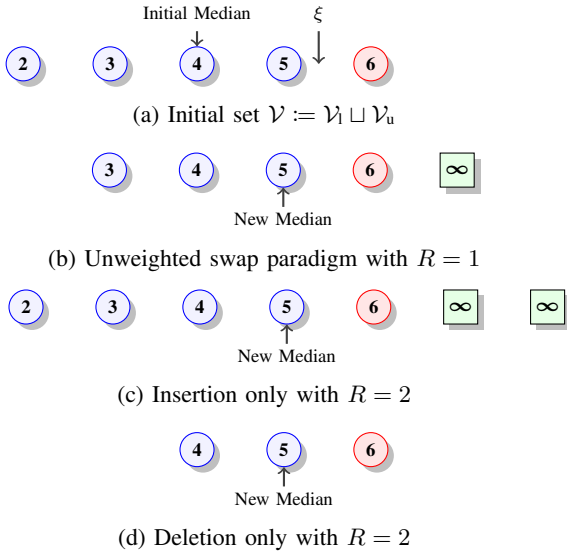 Initial Median ξ
2 3 4 5 6
(a) Initial set 𝒱 := 𝒱l ⊔ 𝒱u
3 4 5 6 ∞
New Median
(b) Unweighted swap paradigm with R = 1
2 3 4 5 6 ∞ ∞
New Median
(c) Insertion only with R = 2
4 5 6
New Median
(d) Deletion only with R = 2